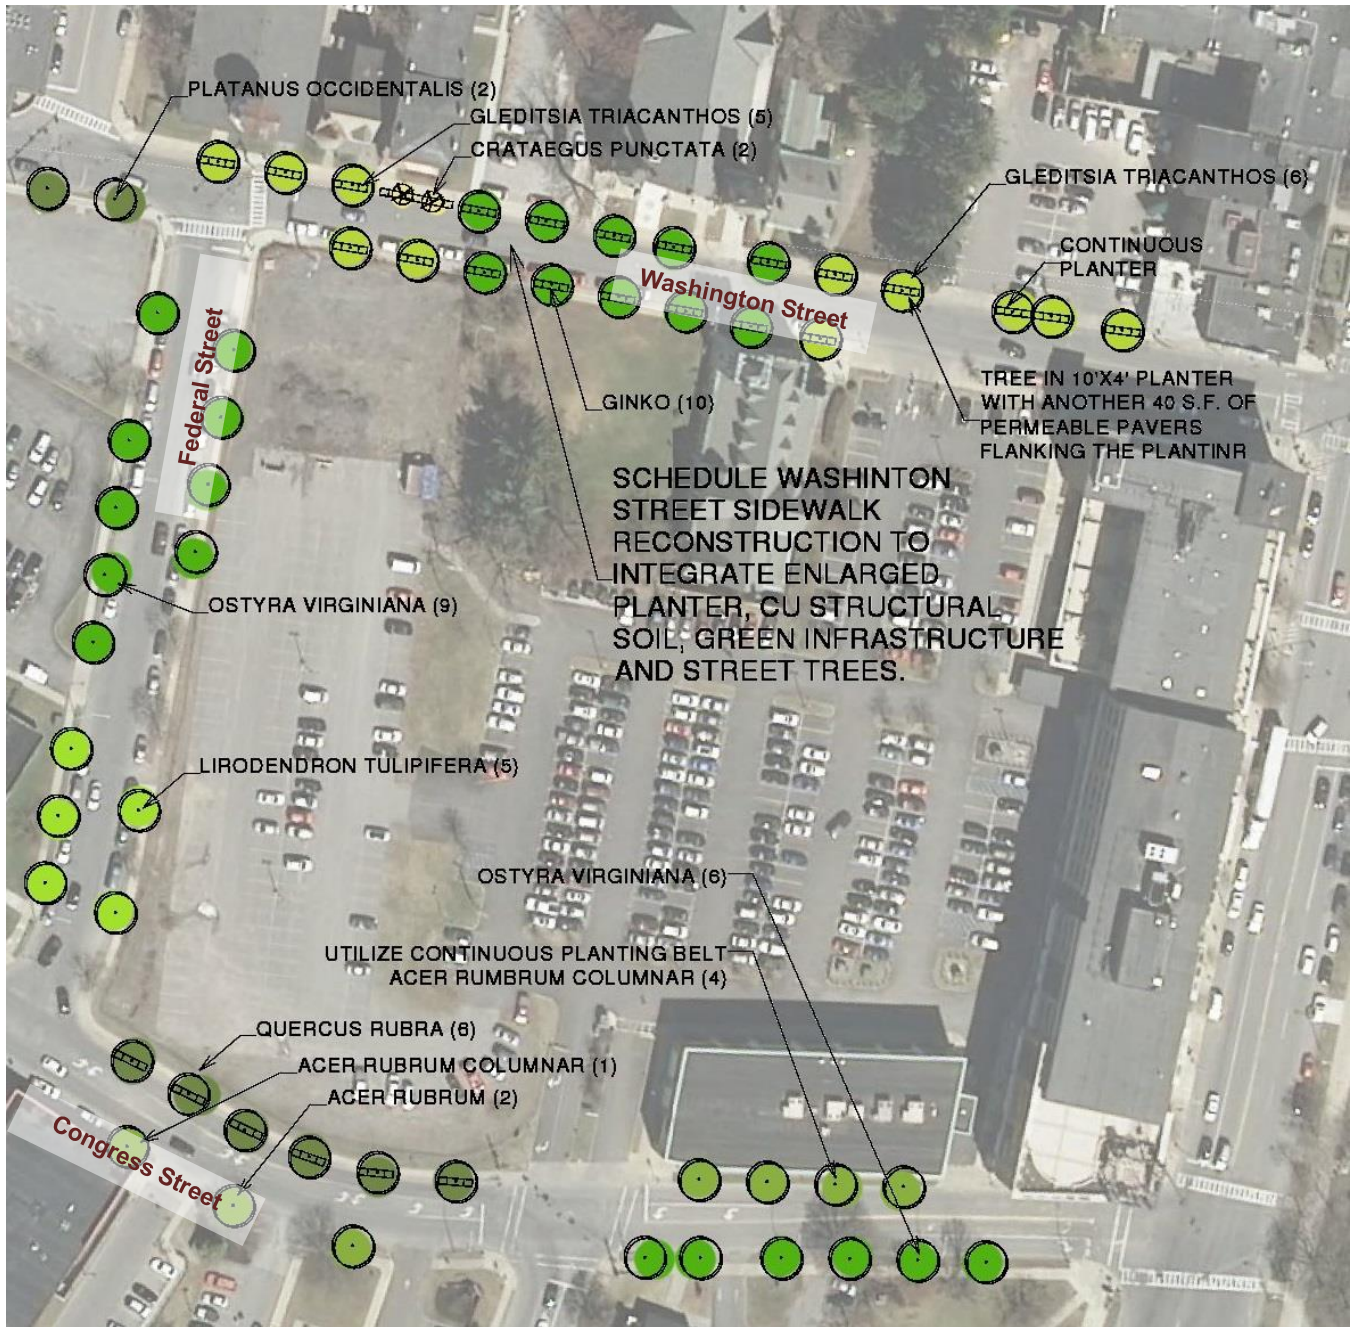 PLATANUS OCCIDENTALIS (2)
GLEDITSIA TRIACANTHOS (5)
CRATAEGUS PUNCTATA (2)
GLEDITSIA TRIACANTHOS (6)
CONTINUOUS
PLANTER
Washington Street
Federal Street
TREE IN 10'X4' PLANTER
WITH ANOTHER 40 S.F. OF
PERMEABLE PAVERS
FLANKING THE PLANTINR
GINKO (10)
SCHEDULE WASHINTON
STREET SIDEWALK
RECONSTRUCTION TO
INTEGRATE ENLARGED
PLANTER, CU STRUCTURAL
SOIL, GREEN INFRASTRUCTURE
AND STREET TREES.
OSTYRA VIRGINIANA (9)
LIRODENDRON TULIPIFERA (5)
OSTYRA VIRGINIANA (6)
UTILIZE CONTINUOUS PLANTING BELT
ACER RUMBRUM COLUMNAR (4)
QUERCUS RUBRA (6)
ACER RUBRUM COLUMNAR (1)
ACER RUBRUM (2)
Congress Street